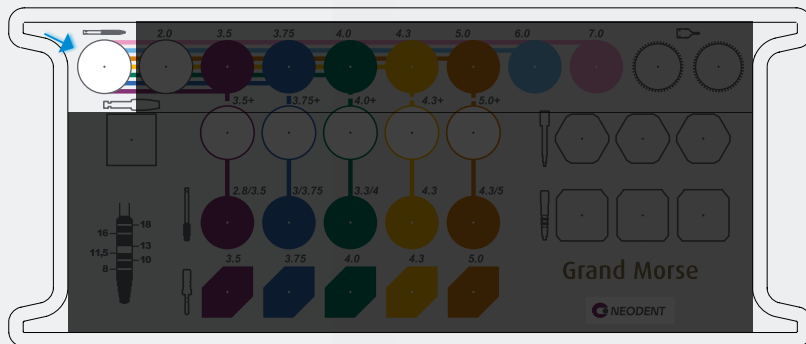 2.0 3.5 3.75 4.0 4.3 5.0 6.0 7.0
3.5+ 3.75+ 4.0+ 4.3+ 5.0+
2.8/3.5 3/3.75 3.3/4 4.3 4.3/5
18
16
13
11,5
10
8
3.5 3.75 4.0 4.3 5.0
Grand Morse
NEODENT